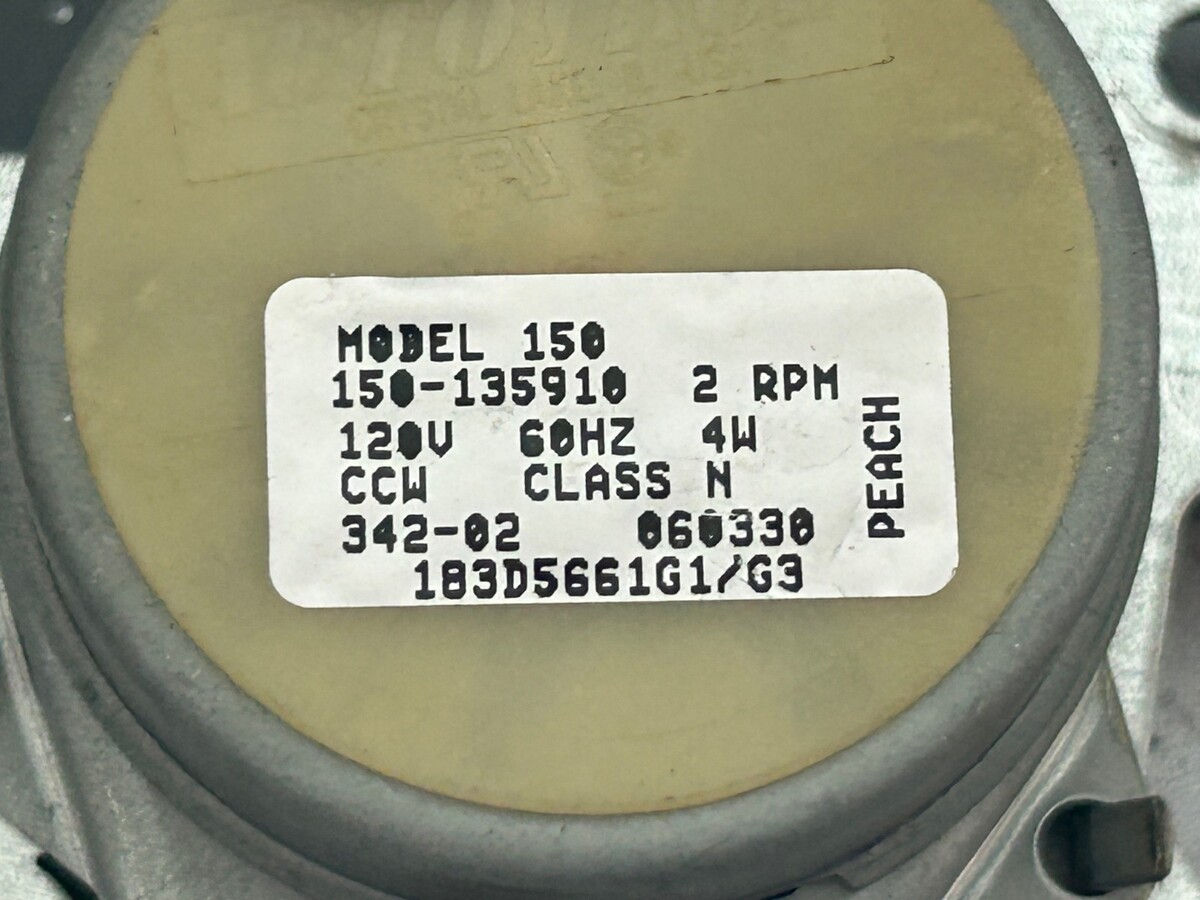 MODEL 150
150-135910 2 RPM
120V 60HZ 4W
CCW CLASS N
342-02 060330
183D5661G1/G3
PEACH